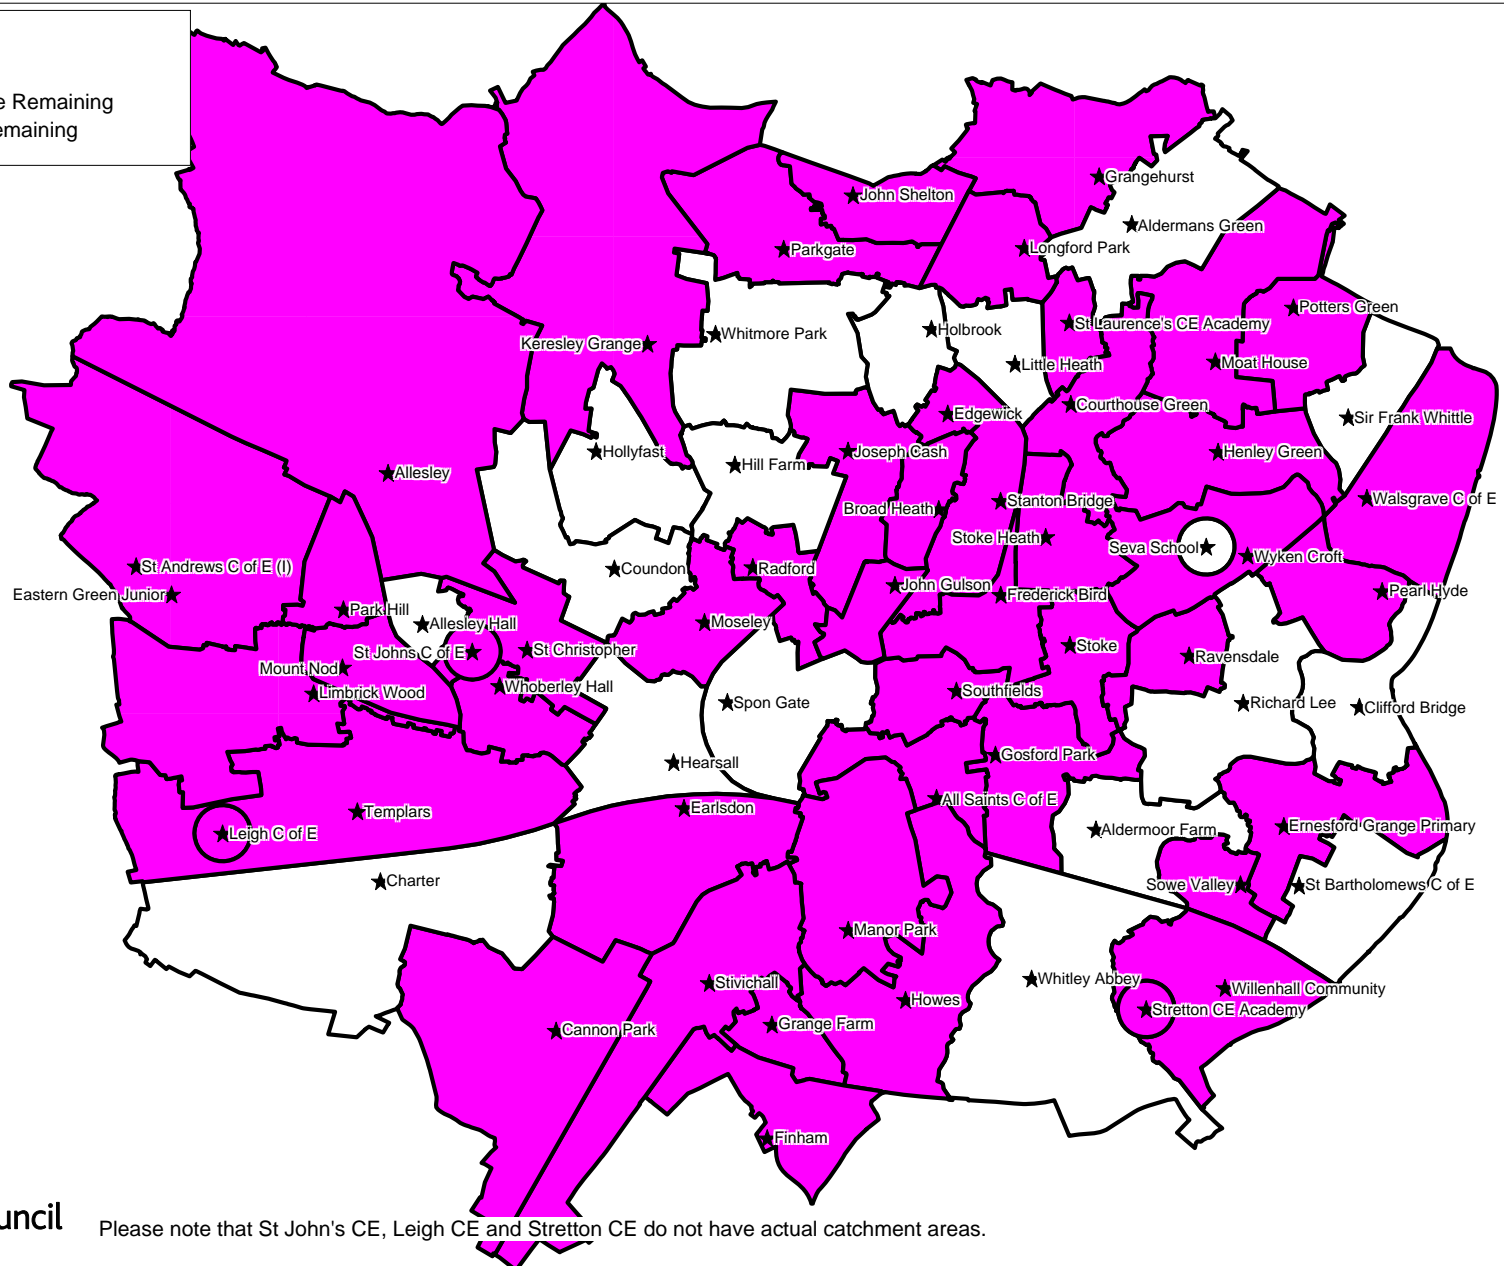 e Remaining
emaining
Grangehurst
John Shelton
Aldermans Green
Parkgate
Longford Park
Potters Green
St Laurence's CE Academy
Holbrook
Whitmore Park
Keresley Grange
Little Heath
Moat House
Courthouse Green
Edgewick
Sir Frank Whittle
Hollyfast
Joseph Cash
Henley Green
Hill Farm
Allesley
Walsgrave C of E
Stanton Bridge
Broad Heath
Stoke Heath
Seva School
Wyken Croft
St Andrews C of E (I)
Coundon
Radford
John Gulson
Pearl Hyde
Eastern Green Junior
Frederick Bird
Park Hill
Allesley Hall
Moseley
Stoke
St Christopher
St Johns C of E
Ravensdale
Mount Nod
Whoberley Hall
Limbrick Wood
Southfields
Spon Gate
Richard Lee
Clifford Bridge
Gosford Park
Hearsall
All Saints C of E
Earlsdon
Templars
Ernesford Grange Primary
Aldermoor Farm
Leigh C of E
Charter
Sowe Valley
St Bartholomews C of E
Manor Park
Whitley Abbey
Stivichall
Willenhall Community
Howes
Stretton CE Academy
Grange Farm
Cannon Park
Finham
uncil
Please note that St John's CE, Leigh CE and Stretton CE do not have actual catchment areas.